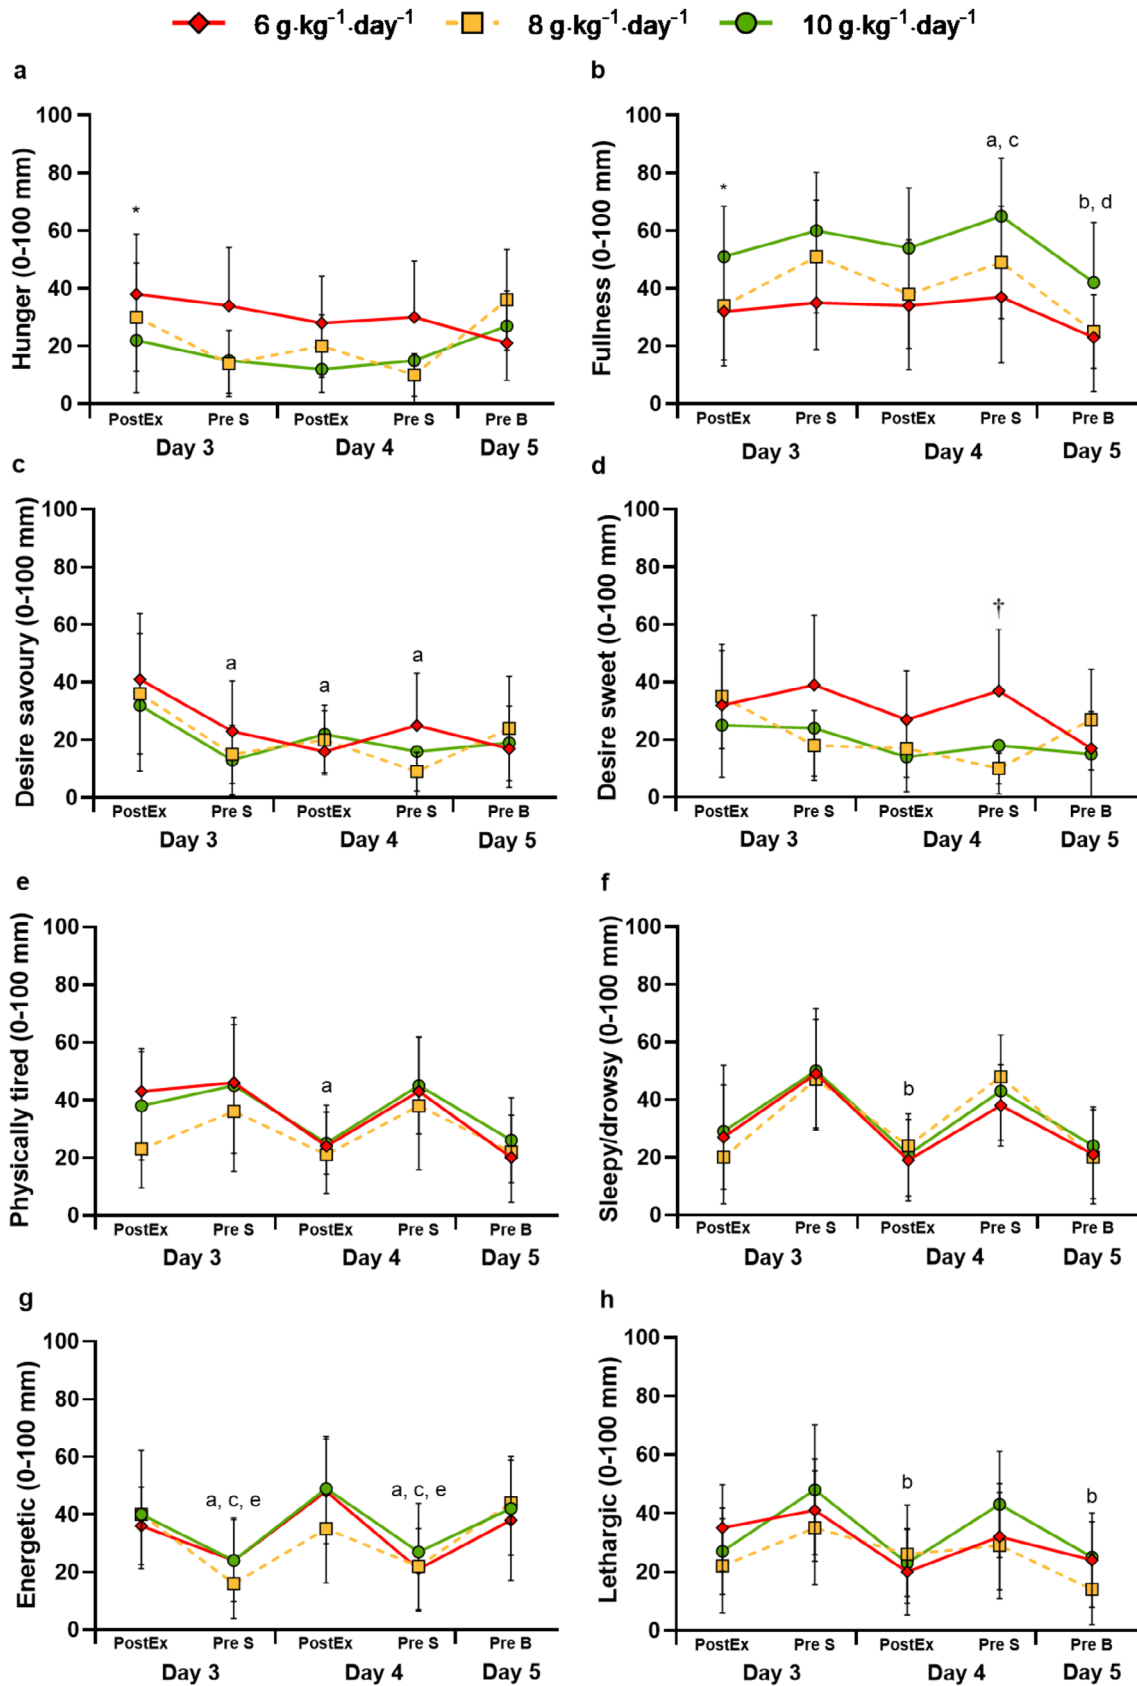 6 g·kg⁻¹·day⁻¹ 8 g·kg⁻¹·day⁻¹ 10 g·kg⁻¹·day⁻¹
a
Hunger (0-100 mm)
100
80
60
40
20
0
*
PostEx Pre S PostEx Pre S Pre B
Day 3 Day 4 Day 5
b
Fullness (0-100 mm)
100
80
60
40
20
0
*
a, c
b, d
PostEx Pre S PostEx Pre S Pre B
Day 3 Day 4 Day 5
c
Desire savoury (0-100 mm)
100
80
60
40
20
0
a
a
a
PostEx Pre S PostEx Pre S Pre B
Day 3 Day 4 Day 5
d
Desire sweet (0-100 mm)
100
80
60
40
20
0
†
PostEx Pre S PostEx Pre S Pre B
Day 3 Day 4 Day 5
e
Physically tired (0-100 mm)
100
80
60
40
20
0
a
PostEx Pre S PostEx Pre S Pre B
Day 3 Day 4 Day 5
f
Sleepy/drowsy (0-100 mm)
100
80
60
40
20
0
b
PostEx Pre S PostEx Pre S Pre B
Day 3 Day 4 Day 5
g
Energetic (0-100 mm)
100
80
60
40
20
0
a, c, e
a, c, e
PostEx Pre S PostEx Pre S Pre B
Day 3 Day 4 Day 5
h
Lethargic (0-100 mm)
100
80
60
40
20
0
b
b
PostEx Pre S PostEx Pre S Pre B
Day 3 Day 4 Day 5